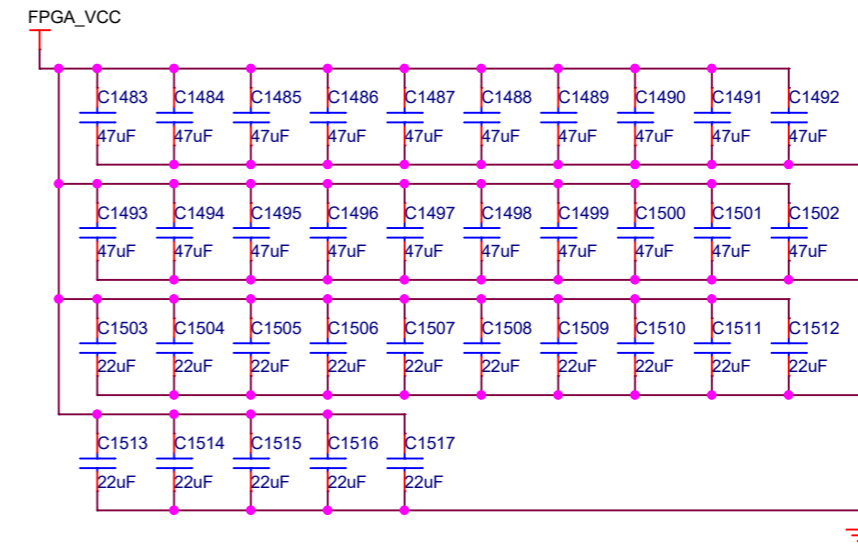 FPGA_VCC
C1483 C1484 C1485 C1486 C1487 C1488 C1489 C1490 C1491 C1492
47uF 47uF 47uF 47uF 47uF 47uF 47uF 47uF 47uF 47uF
C1493 C1494 C1495 C1496 C1497 C1498 C1499 C1500 C1501 C1502
47uF 47uF 47uF 47uF 47uF 47uF 47uF 47uF 47uF 47uF
C1503 C1504 C1505 C1506 C1507 C1508 C1509 C1510 C1511 C1512
22uF 22uF 22uF 22uF 22uF 22uF 22uF 22uF 22uF 22uF
C1513 C1514 C1515 C1516 C1517
22uF 22uF 22uF 22uF 22uF